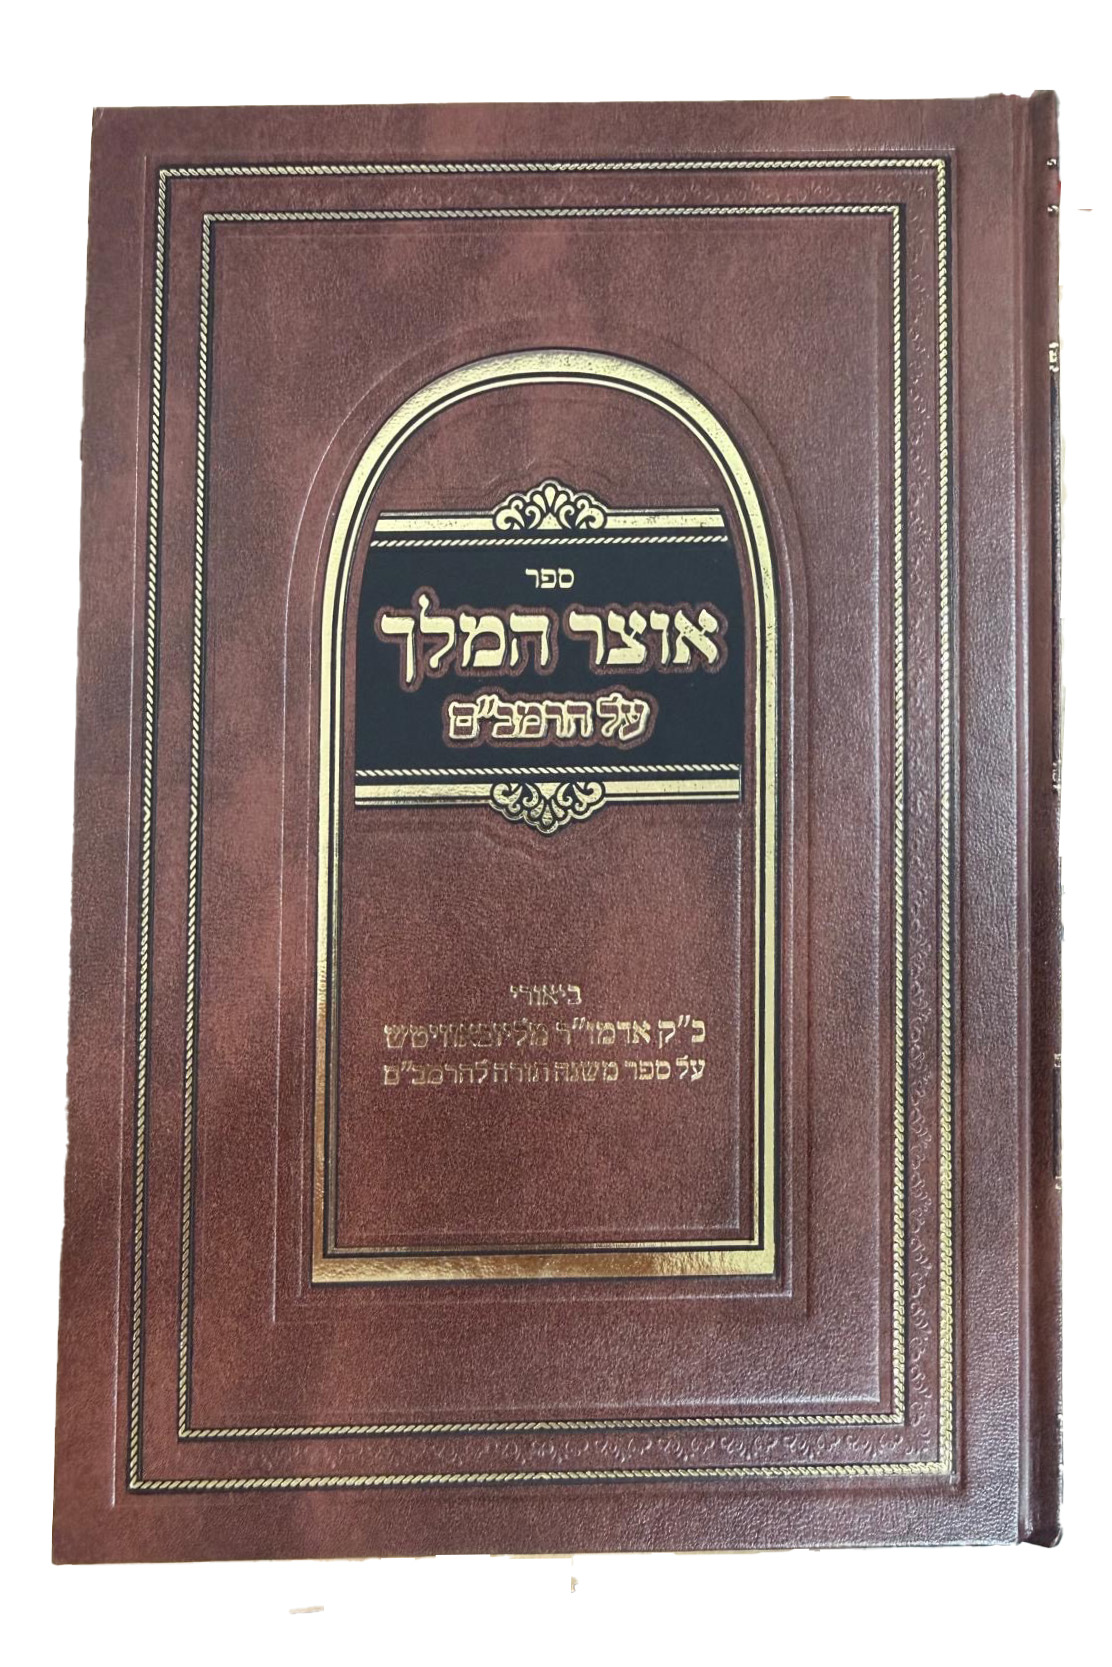 ספר
אוצר המלך
על הרמב"ם
ביאורי
כ"ק אדמו"ר מליובאוויטש
על ספר משנה תורה להרמב"ם